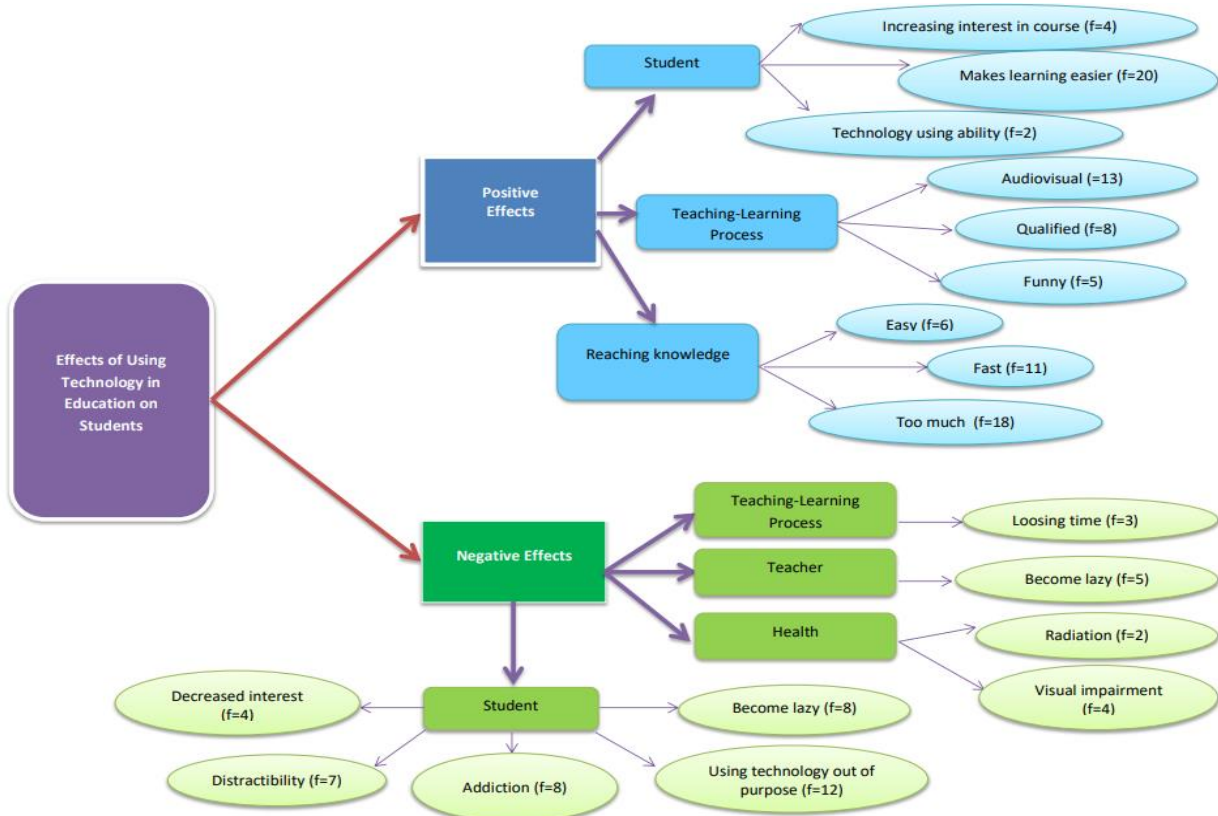 Increasing interest in course (f=4)
Student
Makes learning easier (f=20)
Technology using ability (f=2)
Positive
Effects
Audiovisual (=13)
Teaching-Learning
Process
Qualified (f=8)
Funny (f=5)
Easy (f=6)
Reaching knowledge
Fast (f=11)
Too much (f=18)
Effects of Using
Technology in
Education on
Students
Negative Effects
Teaching-Learning
Process
Loosing time (f=3)
Teacher
Become lazy (f=5)
Health
Radiation (f=2)
Visual impairment
(f=4)
Student
Decreased interest
(f=4)
Become lazy (f=8)
Distractibility (f=7)
Addiction (f=8)
Using technology out of
purpose (f=12)